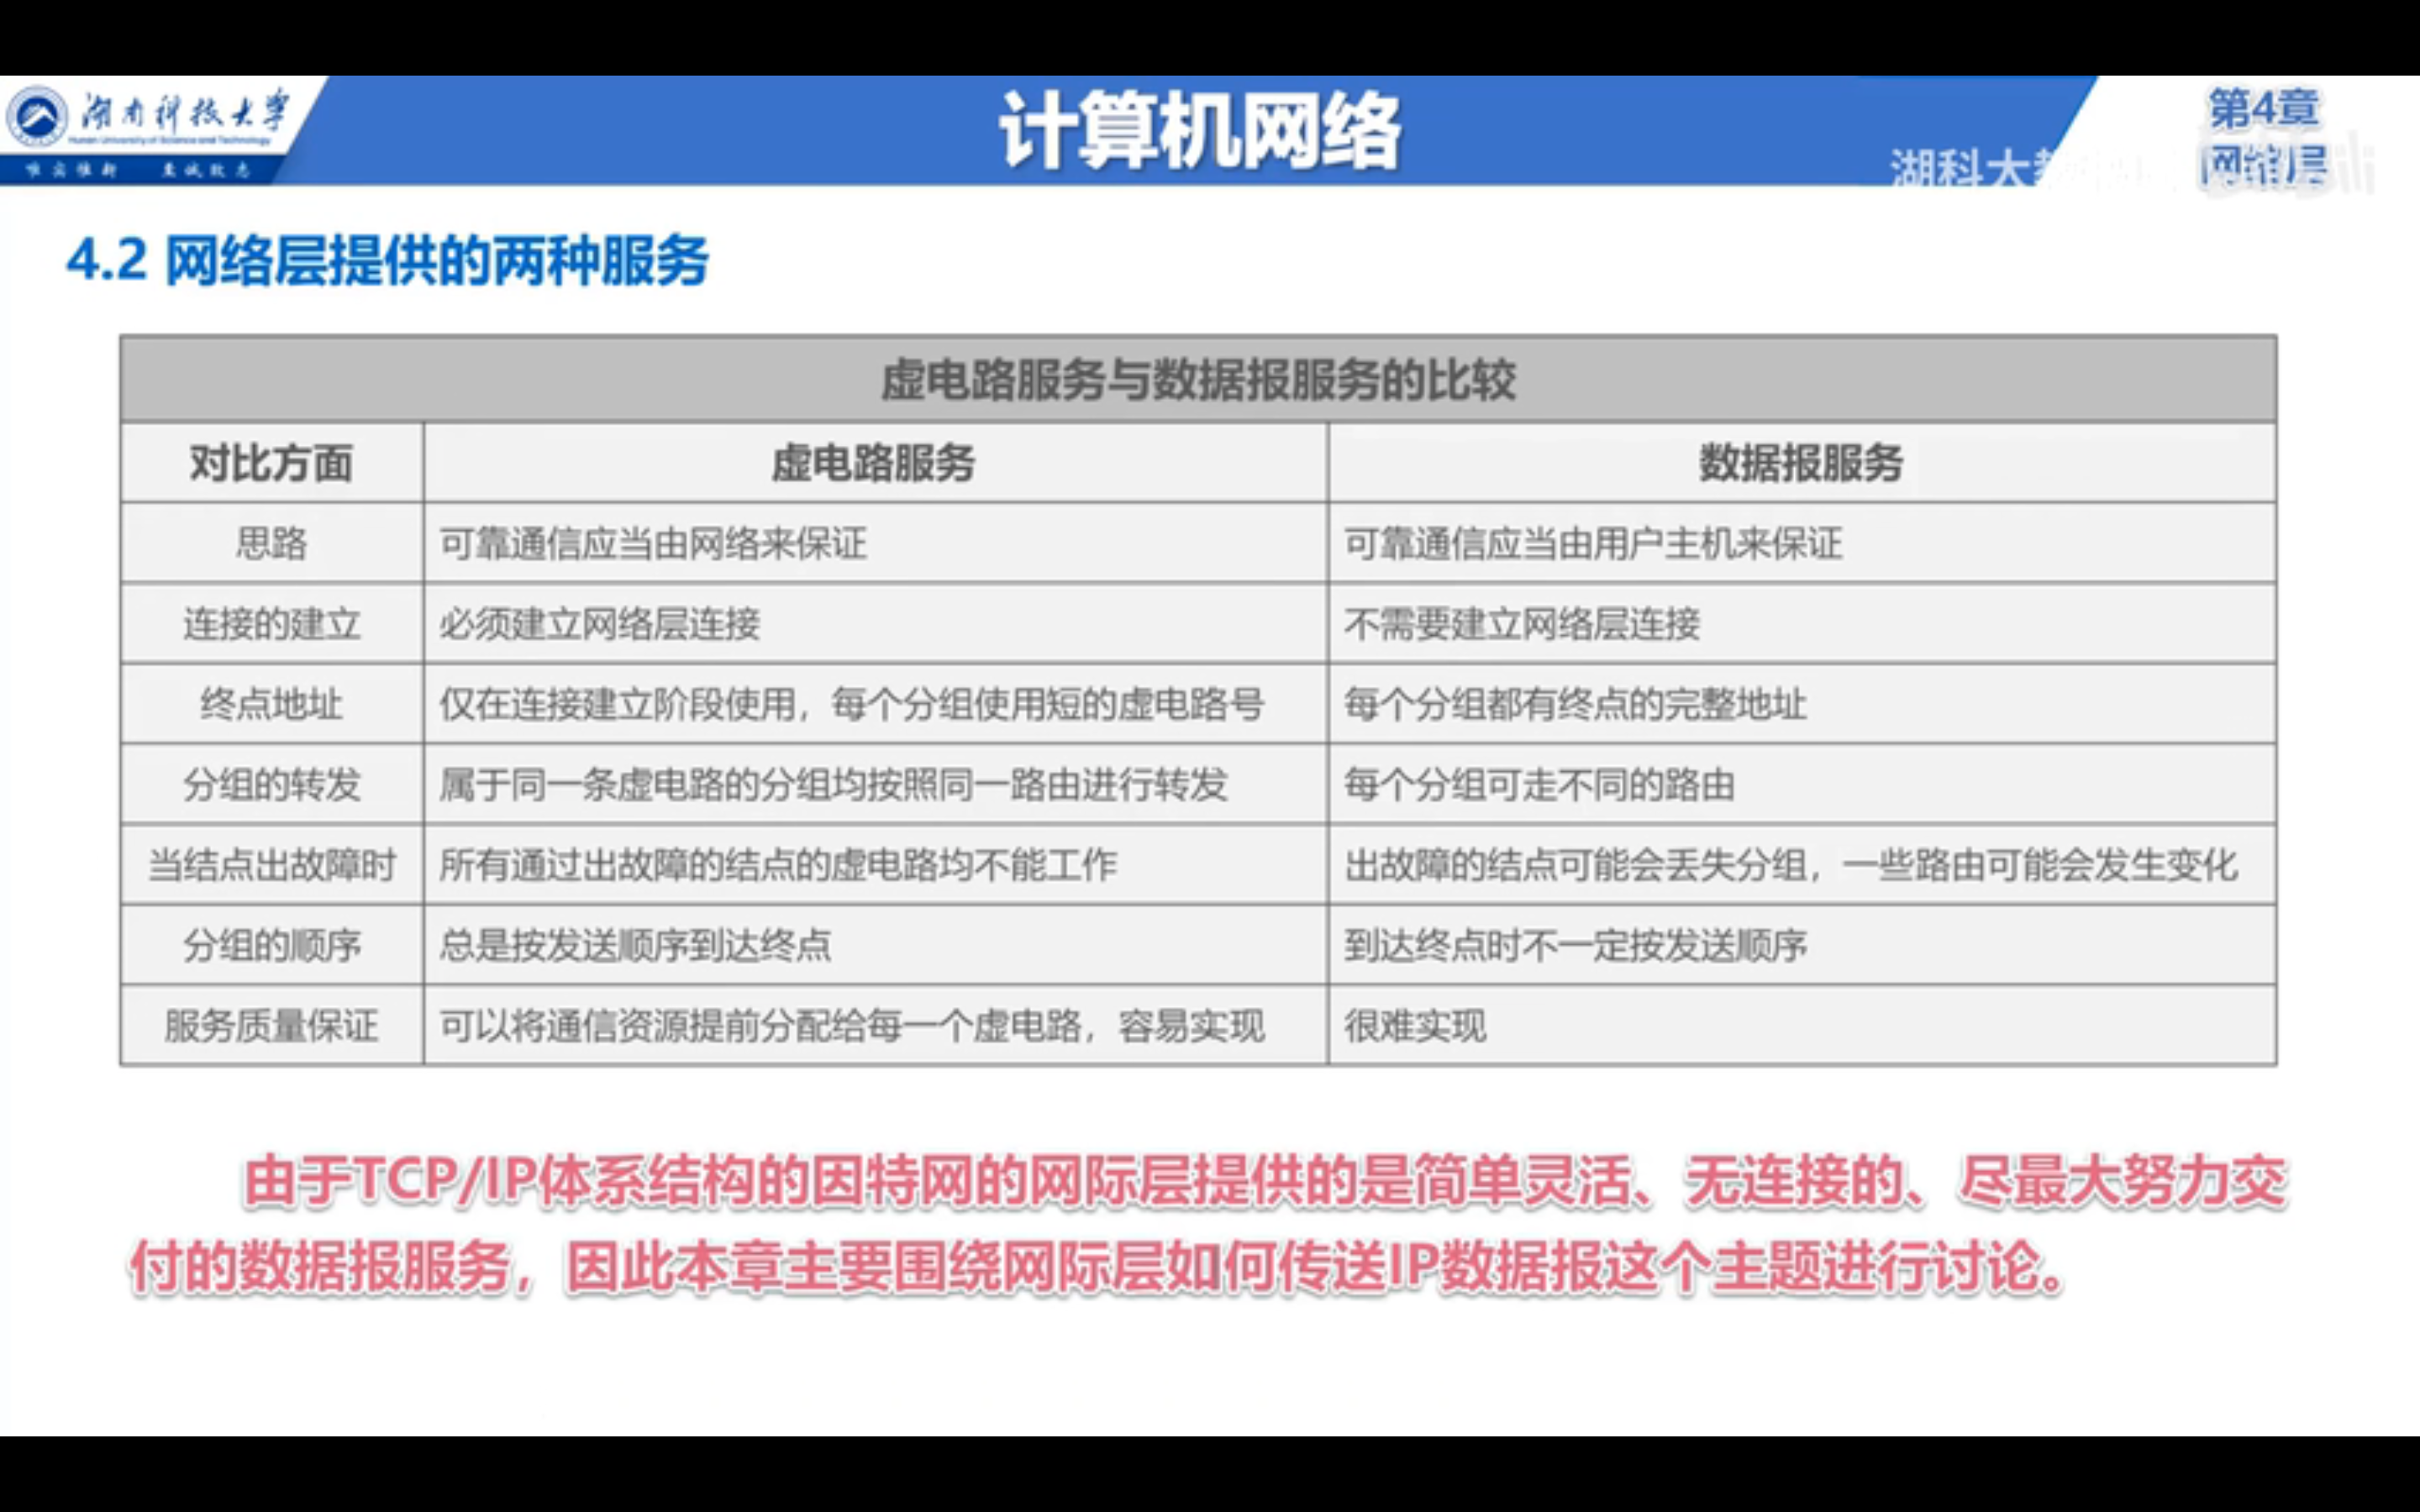 湖南科技大学
Hunan University of Science and Technology
唯实惟新 至诚致志
计算机网络
第4章
网络层
湖科大
4.2 网络层提供的两种服务
虚电路服务与数据报服务的比较
对比方面 虚电路服务 数据报服务
思路 可靠通信应当由网络来保证 可靠通信应当由用户主机来保证
连接的建立 必须建立网络层连接 不需要建立网络层连接
终点地址 仅在连接建立阶段使用，每个分组使用短的虚电路号 每个分组都有终点的完整地址
分组的转发 属于同一条虚电路的分组均按照同一路由进行转发 每个分组可走不同的路由
当结点出故障时 所有通过出故障的结点的虚电路均不能工作 出故障的结点可能会丢失分组，一些路由可能会发生变化
分组的顺序 总是按发送顺序到达终点 到达终点时不一定按发送顺序
服务质量保证 可以将通信资源提前分配给每一个虚电路，容易实现 很难实现
由于TCP/IP体系结构的因特网的网际层提供的是简单灵活、无连接的、尽最大努力交
付的数据报服务，因此本章主要围绕网际层如何传送IP数据报这个主题进行讨论。